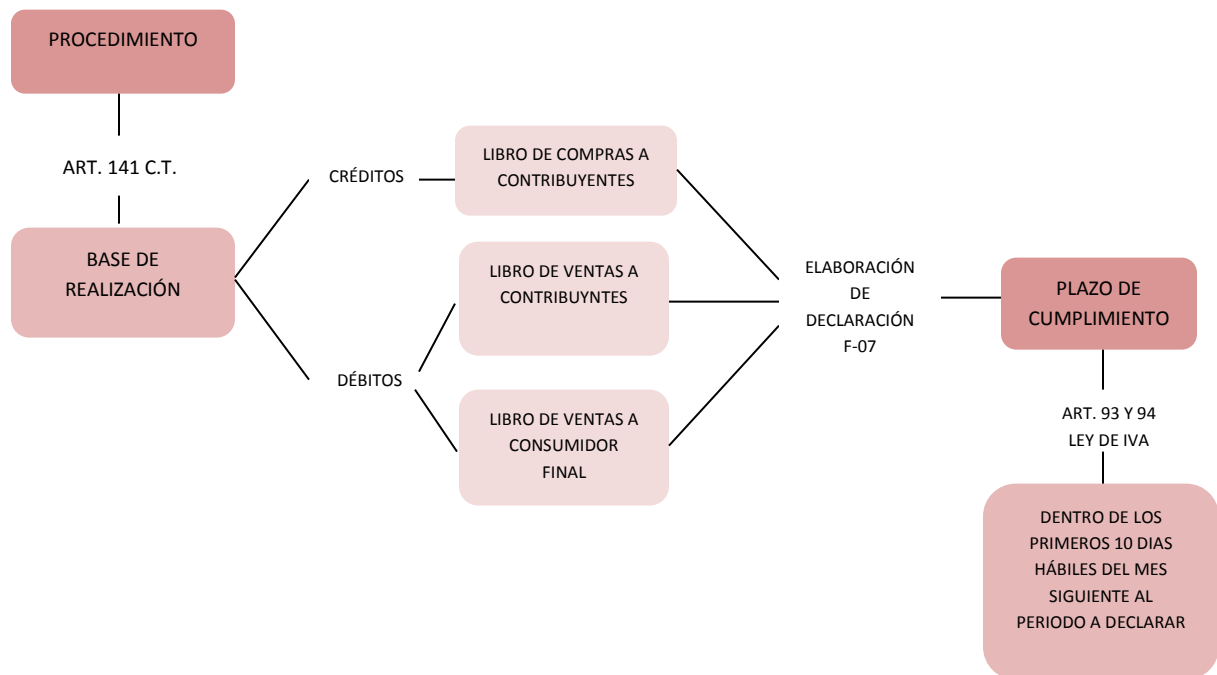 PROCEDIMIENTO
ART. 141 C.T.
BASE DE
REALIZACIÓN
CRÉDITOS
DÉBITOS
LIBRO DE COMPRAS A
CONTRIBUYENTES
LIBRO DE VENTAS A
CONTRIBUYNTES
LIBRO DE VENTAS A
CONSUMIDOR
FINAL
ELABORACIÓN
DE
DECLARACIÓN
F-07
PLAZO DE
CUMPLIMIENTO
ART. 93 Y 94
LEY DE IVA
DENTRO DE LOS
PRIMEROS 10 DIAS
HÁBILES DEL MES
SIGUIENTE AL
PERIODO A DECLARAR